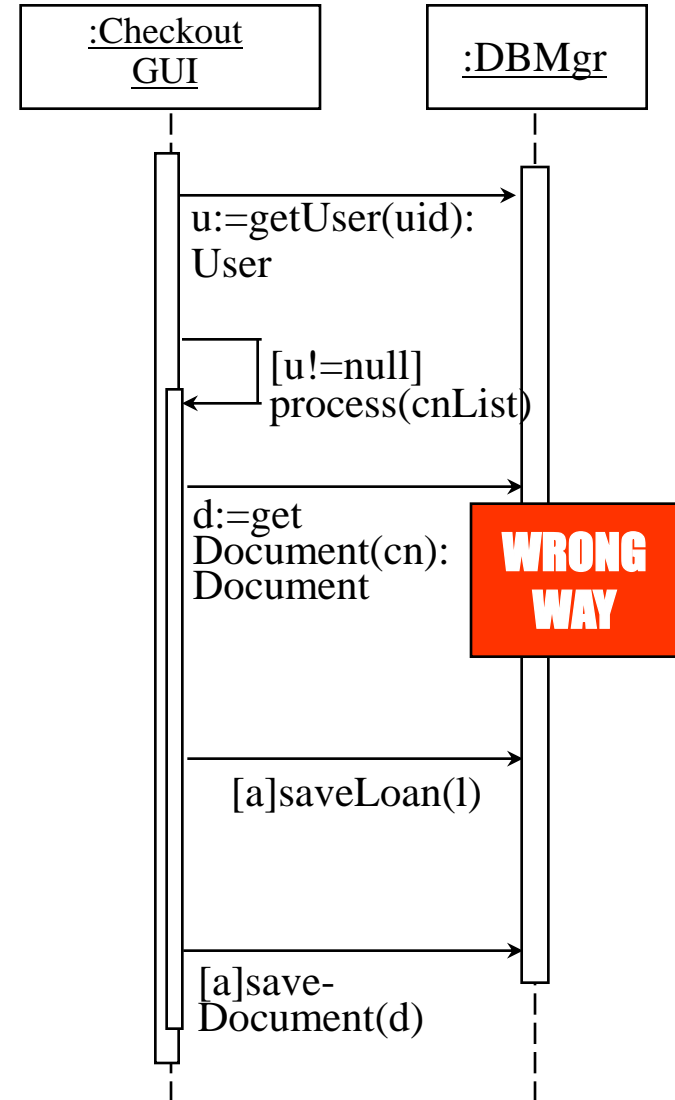 :Checkout
GUI
:DBMgr
u:=getUser(uid):
User
[u!=null]
process(cnList)
d:=get
Document(cn):
Document
WRONG
WAY
[a]saveLoan(l)
[a]save-
Document(d)